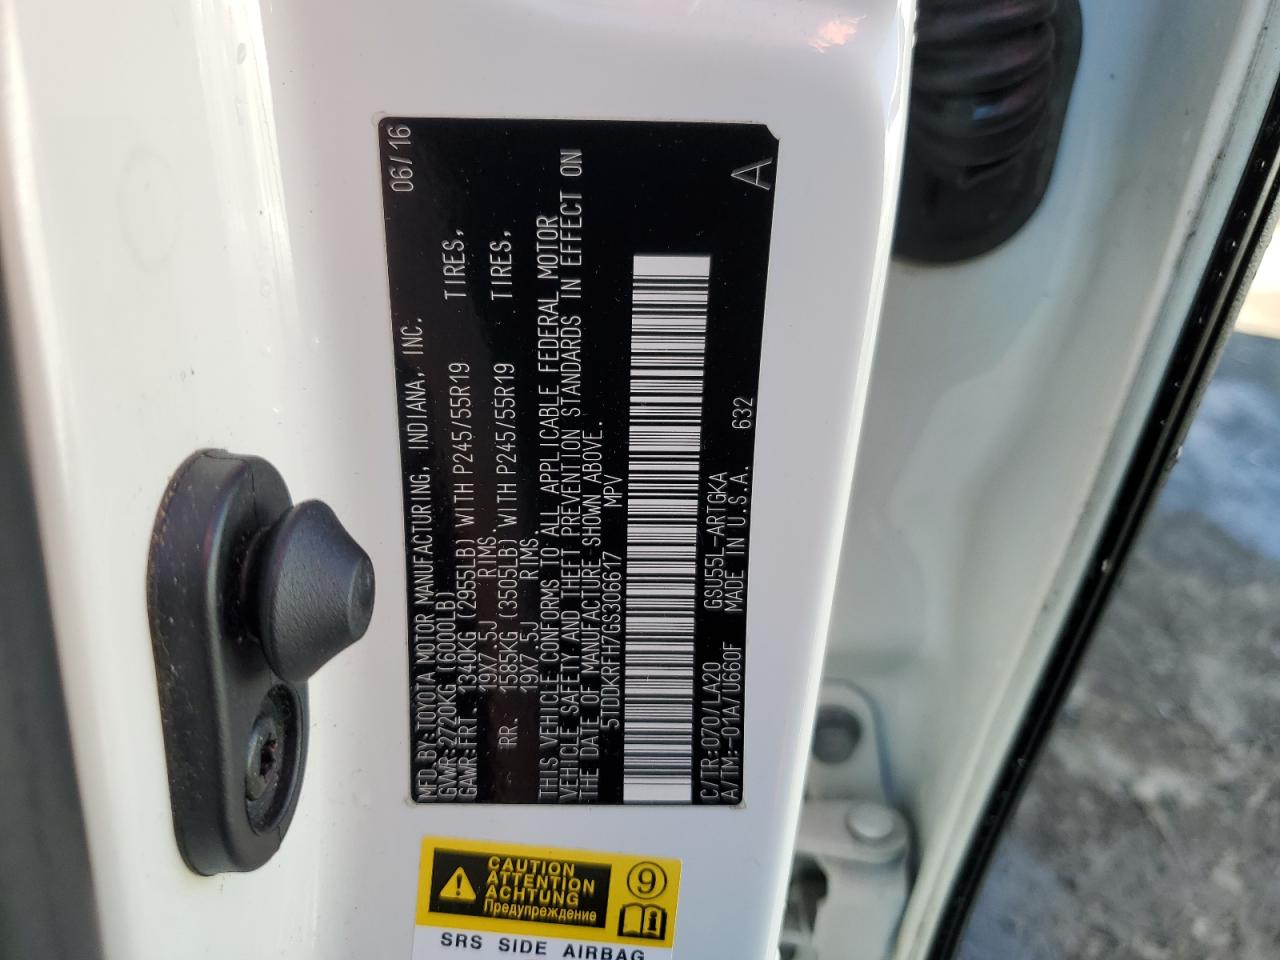 MFD. BY:TOYOTA MOTOR MANUFACTURING, INDIANA, INC. 06/16
GVWR:2720KG (6000LB)
GAWR:FRT. 1340KG (2955LB) WITH P245/55R19 TIRES,
19X7.5J RIMS.
RR. 1585KG (3505LB) WITH P245/55R19 TIRES,
19X7.5J RIMS.
THIS VEHICLE CONFORMS TO ALL APPLICABLE FEDERAL MOTOR
VEHICLE SAFETY AND THEFT PREVENTION STANDARDS IN EFFECT ON
THE DATE OF MANUFACTURE SHOWN ABOVE.
5TDDKRFH7GS306617 MPV
C/TR:070/LA20 GSU55L-ARTGKA
A/TM:-01A/U660F MADE IN U.S.A. 632 A
CAUTION
ATTENTION
ACHTUNG
Предупреждение
9
SRS SIDE AIRBAG